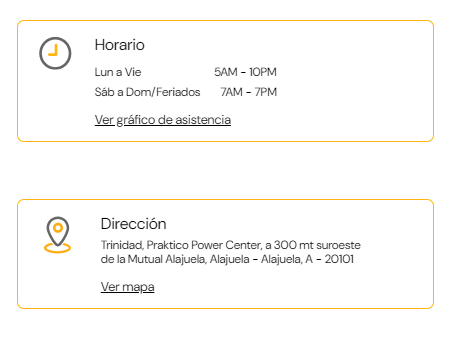 Horario
Lun a Vie 5AM - 10PM
Sáb a Dom/Feriados 7AM - 7PM
Ver gráfico de asistencia
Dirección
Trinidad, Praktico Power Center, a 300 mt suroeste
de la Mutual Alajuela, Alajuela - Alajuela, A - 20101
Ver mapa